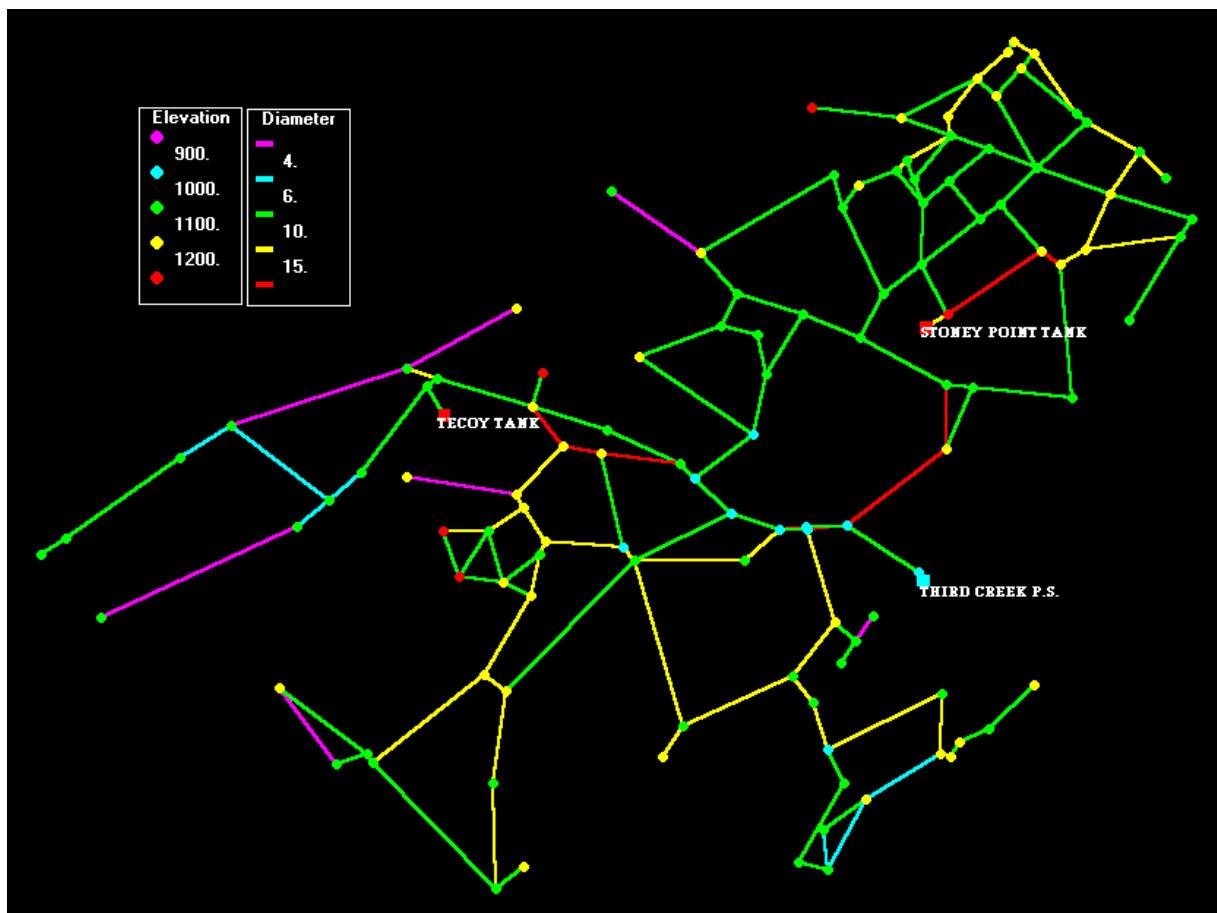 Elevation
900.
1000.
1100.
1200.
Diameter
4.
6.
10.
15.
STONEY POINT TANK
TECOY TANK
THIRD CREEK P.S.